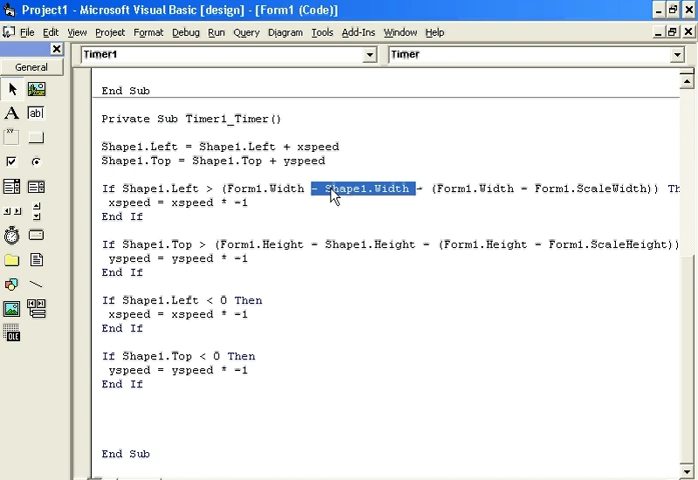 Project1 - Microsoft Visual Basic [design] - [Form1 (Code)]
File Edit View Project Format Debug Run Query Diagram Tools Add-Ins Window Help
General
Timer1
Timer
A
ab|
XY
OLE
End Sub
Private Sub Timer1_Timer()
Shape1.Left = Shape1.Left + xspeed
Shape1.Top = Shape1.Top + yspeed
If Shape1.Left > (Form1.Width - Shape1.Width - (Form1.Width - Form1.ScaleWidth)) Th
xspeed = xspeed * -1
End If
If Shape1.Top > (Form1.Height - Shape1.Height - (Form1.Height - Form1.ScaleHeight))
yspeed = yspeed * -1
End If
If Shape1.Left < 0 Then
xspeed = xspeed * -1
End If
If Shape1.Top < 0 Then
yspeed = yspeed * -1
End If
End Sub